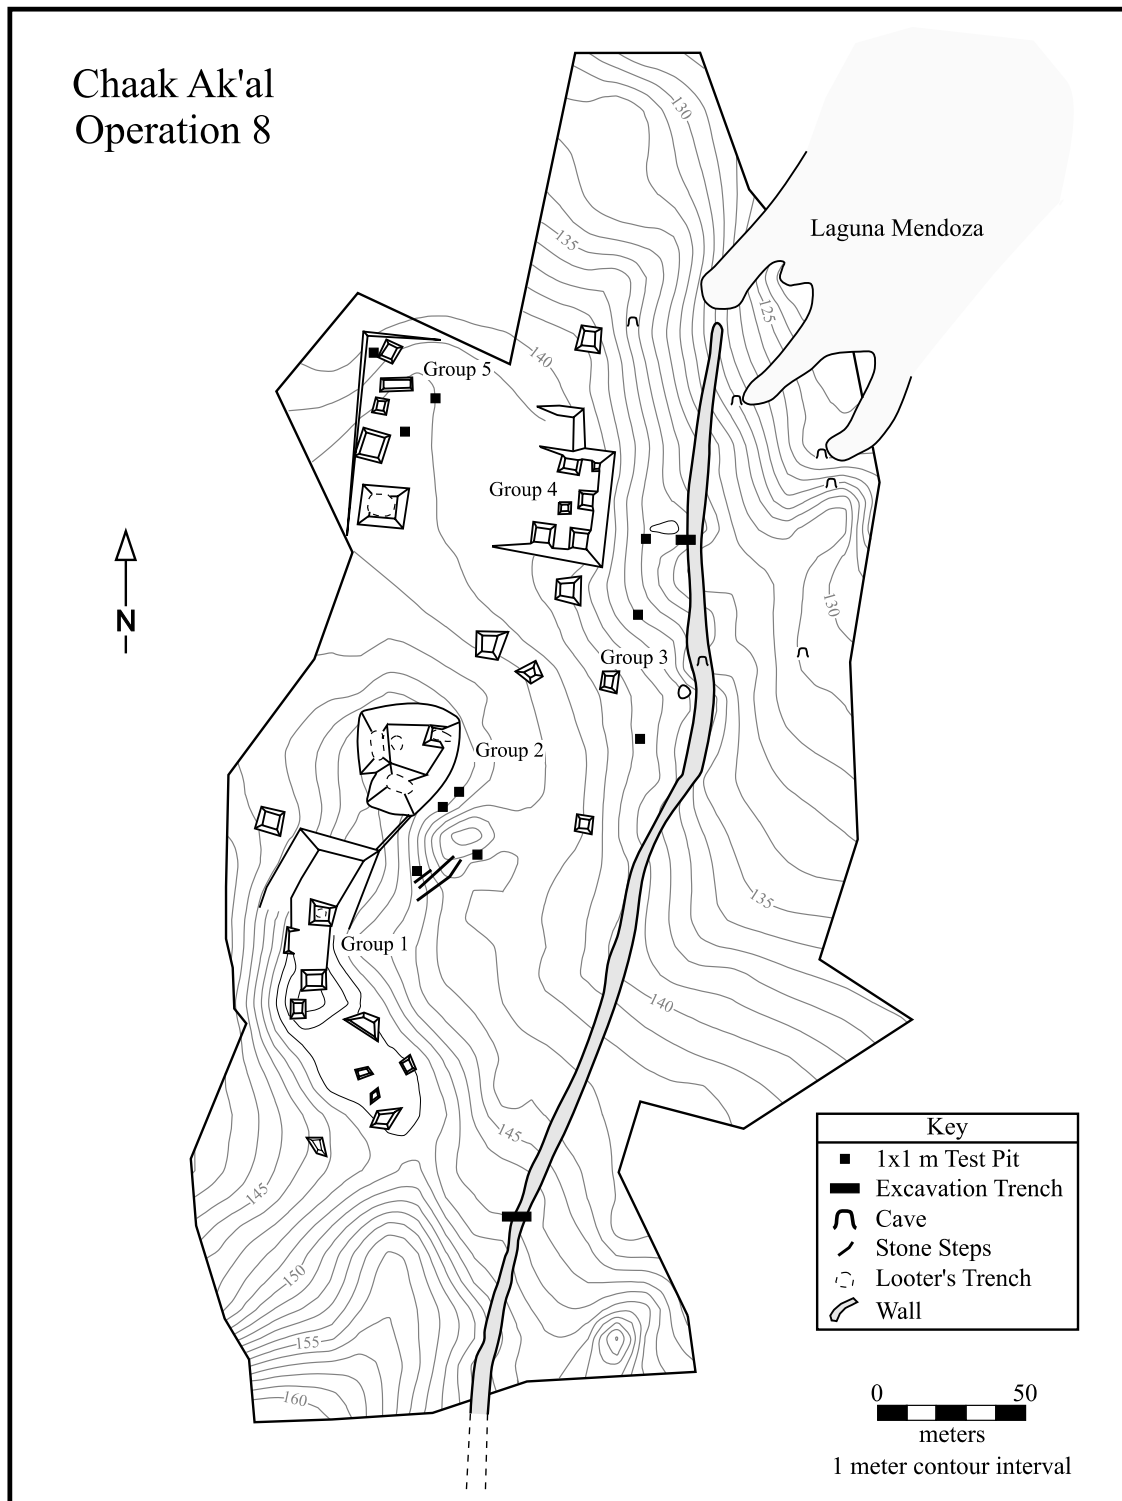 Chaak Ak'al
Operation 8
130
Laguna Mendoza
135
125
140
Group 5
Group 4
130
Group 3
Group 2
N
135
Group 1
140
145
145
150
155
160
Key
1x1 m Test Pit
Excavation Trench
Cave
Stone Steps
Looter's Trench
Wall
0 50
meters
1 meter contour interval